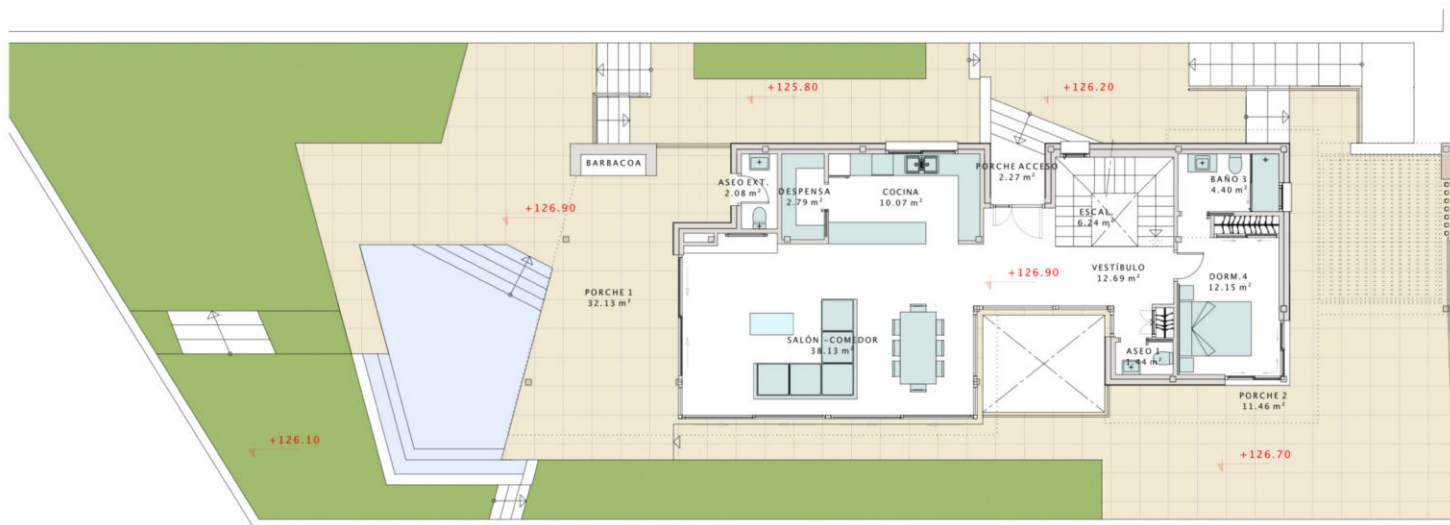 +125.80
+126.20
BARBACOA
PORCHE ACCESO
2.27 m²
ASEO EXT.
2.08 m²
DESPENSA
2.79 m²
COCINA
10.07 m²
BAÑO 3
4.40 m²
+126.90
ESCAL.
6.24 m²
VESTÍBULO
12.69 m²
+126.90
DORM.4
12.15 m²
PORCHE 1
32.13 m²
SALÓN -COMEDOR
38.13 m²
ASEO 1
1.44 m²
PORCHE 2
11.46 m²
+126.10
+126.70